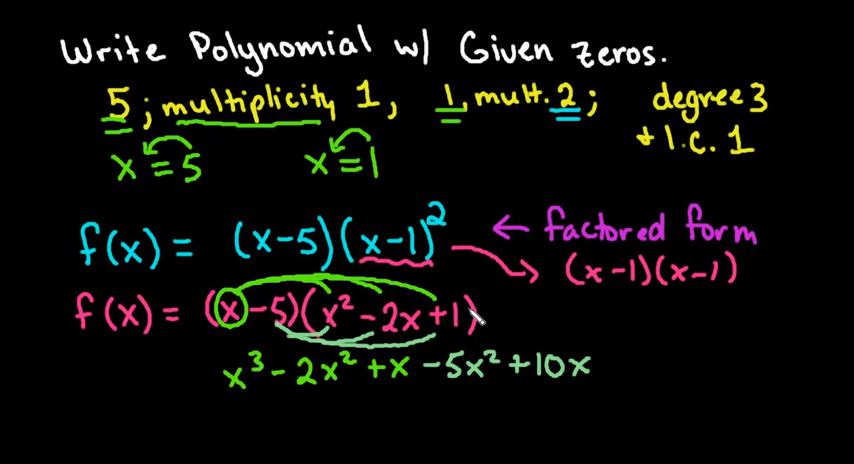 Write Polynomial w/ Given Zeros.
5; multiplicity 1, 1, mult. 2; degree 3
+ l.c. 1
x = 5 x = 1
f(x) = (x-5)(x-1)² ← factored form
(x-1)(x-1)
f(x) = (x-5)(x²-2x+1)
x³-2x²+x-5x²+10x